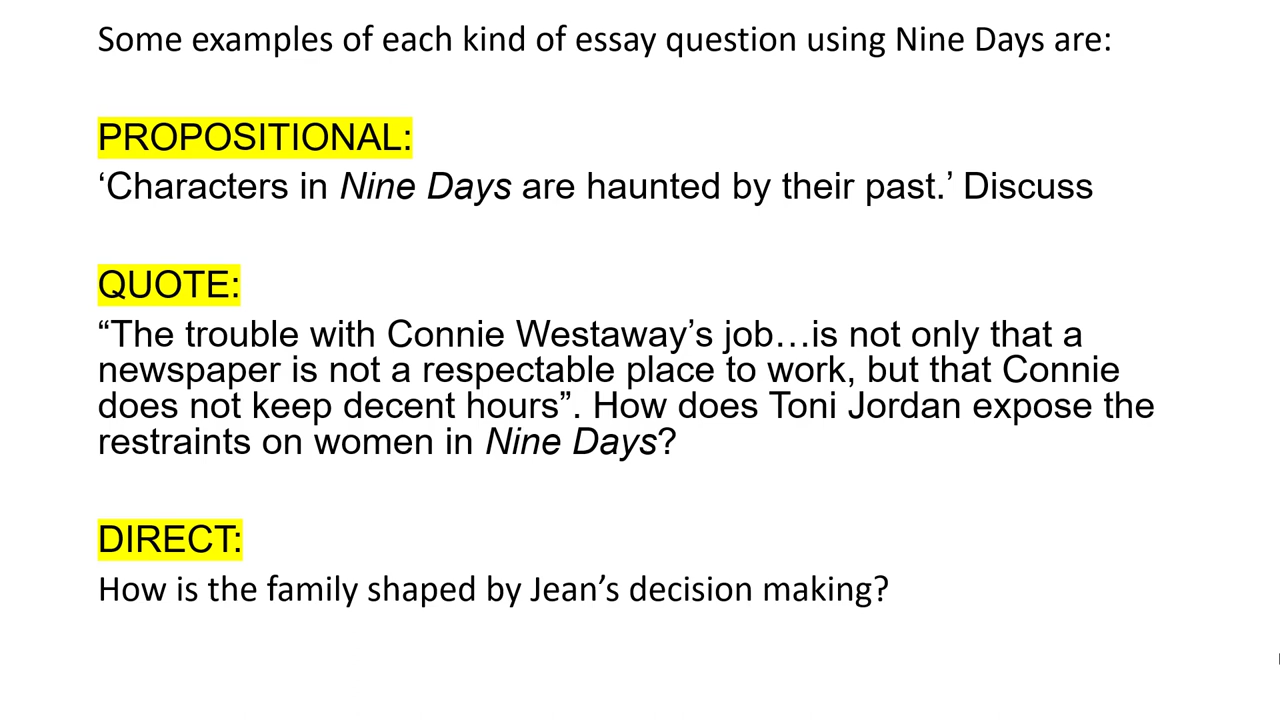 Some examples of each kind of essay question using Nine Days are:
PROPOSITIONAL:
‘Characters in Nine Days are haunted by their past.’ Discuss
QUOTE:
“The trouble with Connie Westaway’s job…is not only that a
newspaper is not a respectable place to work, but that Connie
does not keep decent hours”. How does Toni Jordan expose the
restraints on women in Nine Days?
DIRECT:
How is the family shaped by Jean’s decision making?